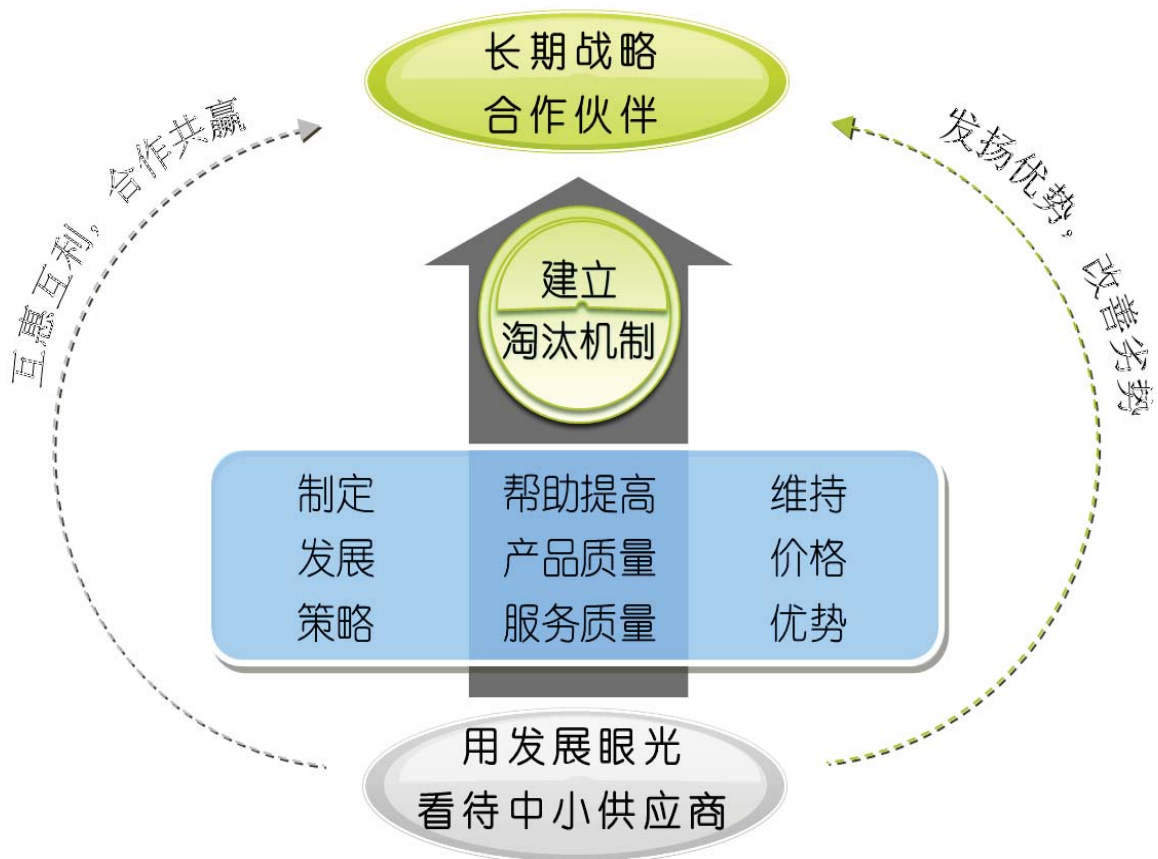 长期战略
合作伙伴
互惠互利，合作共赢
发扬优势，改善劣势
建立
淘汰机制
制定
发展
策略
帮助提高
产品质量
服务质量
维持
价格
优势
用发展眼光
看待中小供应商